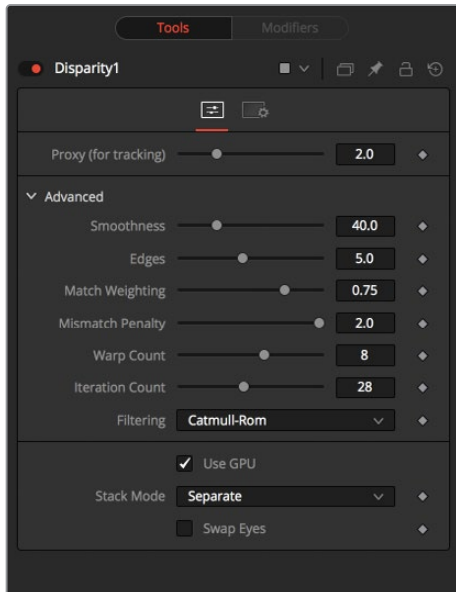 Tools Modifiers
Disparity1
Proxy (for tracking) 2.0
Advanced
Smoothness 40.0
Edges 5.0
Match Weighting 0.75
Mismatch Penalty 2.0
Warp Count 8
Iteration Count 28
Filtering Catmull-Rom
Use GPU
Stack Mode Separate
Swap Eyes